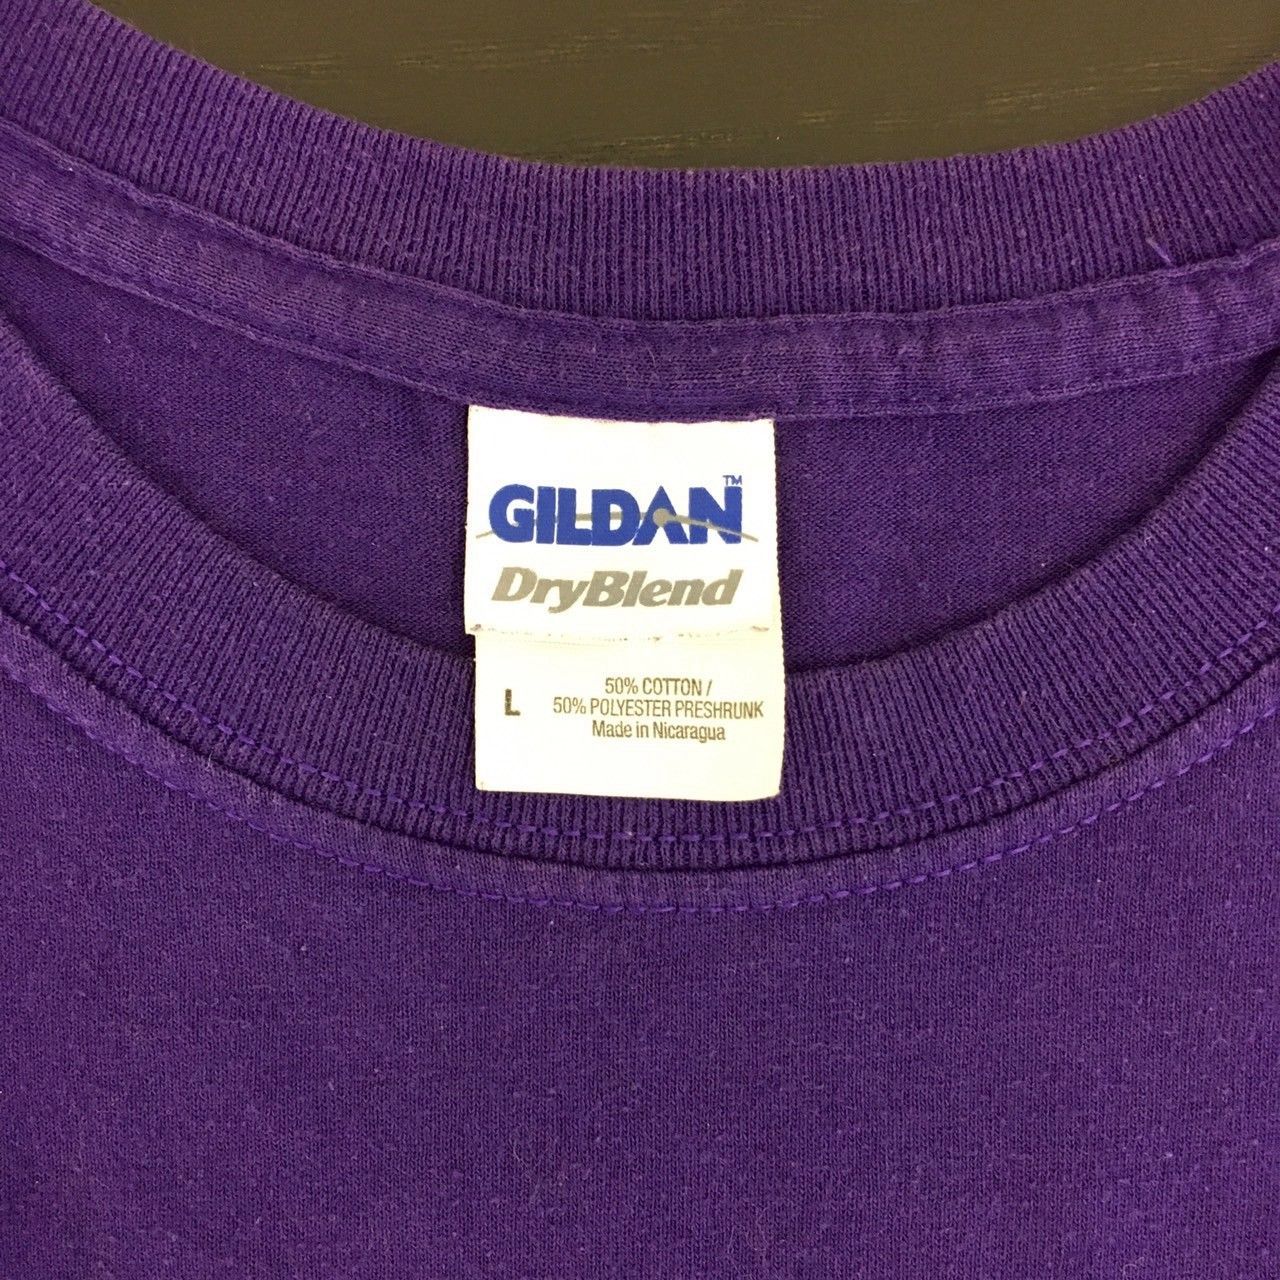 GILDAN™
DryBlend
L
50% COTTON /
50% POLYESTER PRESHRUNK
Made in Nicaragua